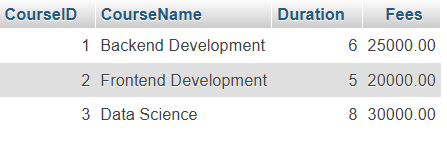 CourseID CourseName Duration Fees
1 Backend Development 6 25000.00
2 Frontend Development 5 20000.00
3 Data Science 8 30000.00